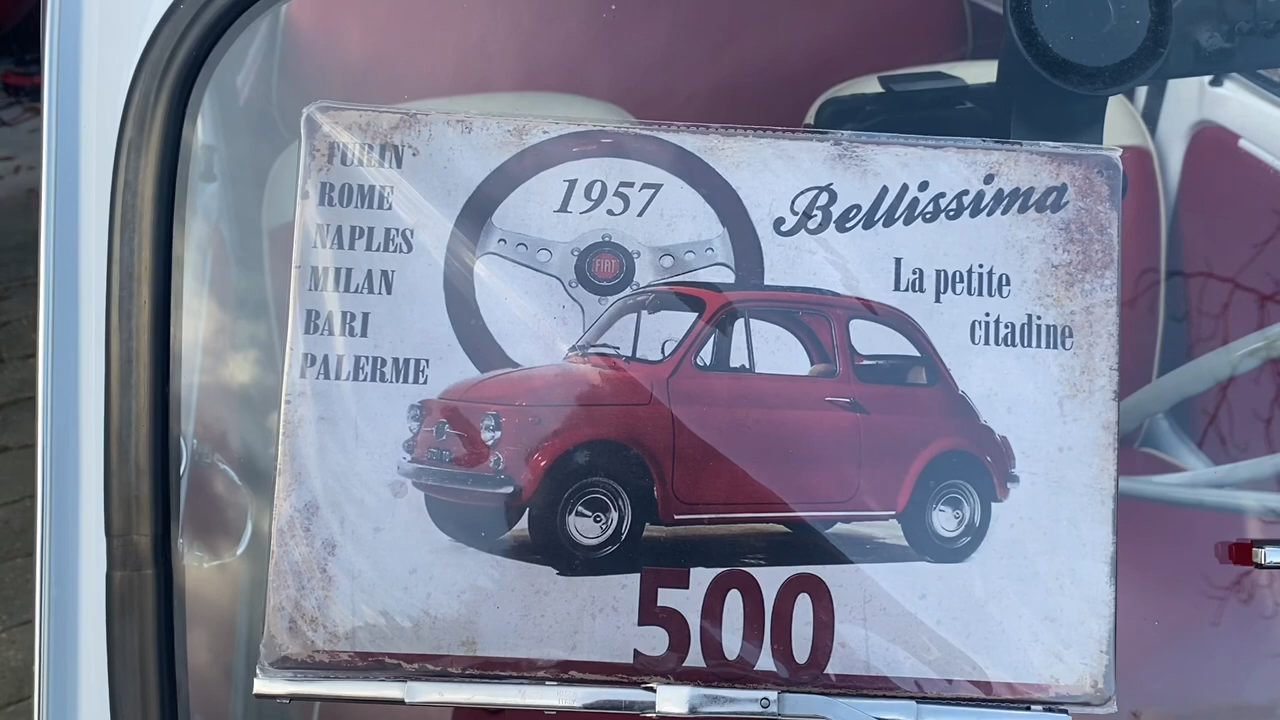 TURIN
ROME
NAPLES
MILAN
BARI
PALERME
1957
FIAT
Bellissima
La petite
citadine
500